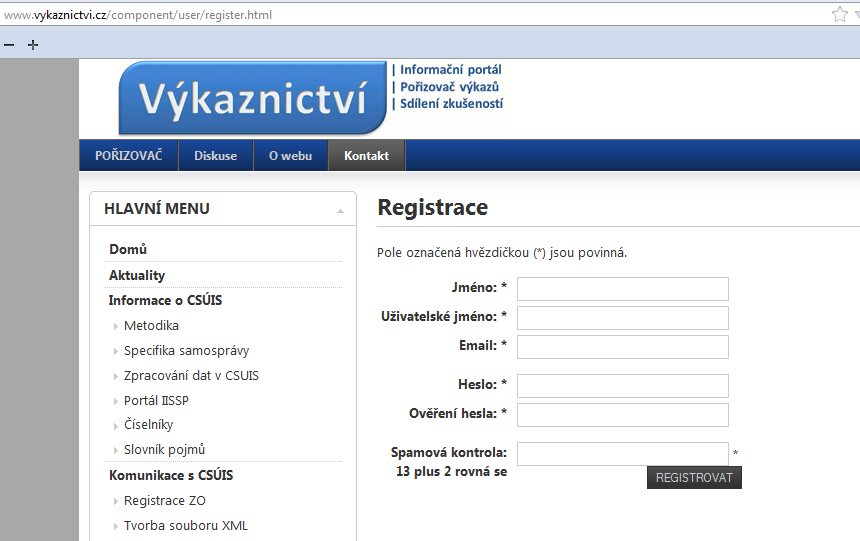 www.vykaznictvi.cz/component/user/register.html
Výkaznictví
| Informační portál
| Pořizovač výkazů
| Sdílení zkušeností
POŘIZOVAČ
Diskuse
O webu
Kontakt
HLAVNÍ MENU
Domů
Aktuality
Informace o CSÚIS
Metodika
Specifika samosprávy
Zpracování dat v CSUIS
Portál IISSP
Číselníky
Slovník pojmů
Komunikace s CSÚIS
Registrace ZO
Tvorba souboru XML
Registrace
Pole označená hvězdičkou (*) jsou povinná.
Jméno: *
Uživatelské jméno: *
Email: *
Heslo: *
Ověření hesla: *
Spamová kontrola: *
13 plus 2 rovná se
REGISTROVAT